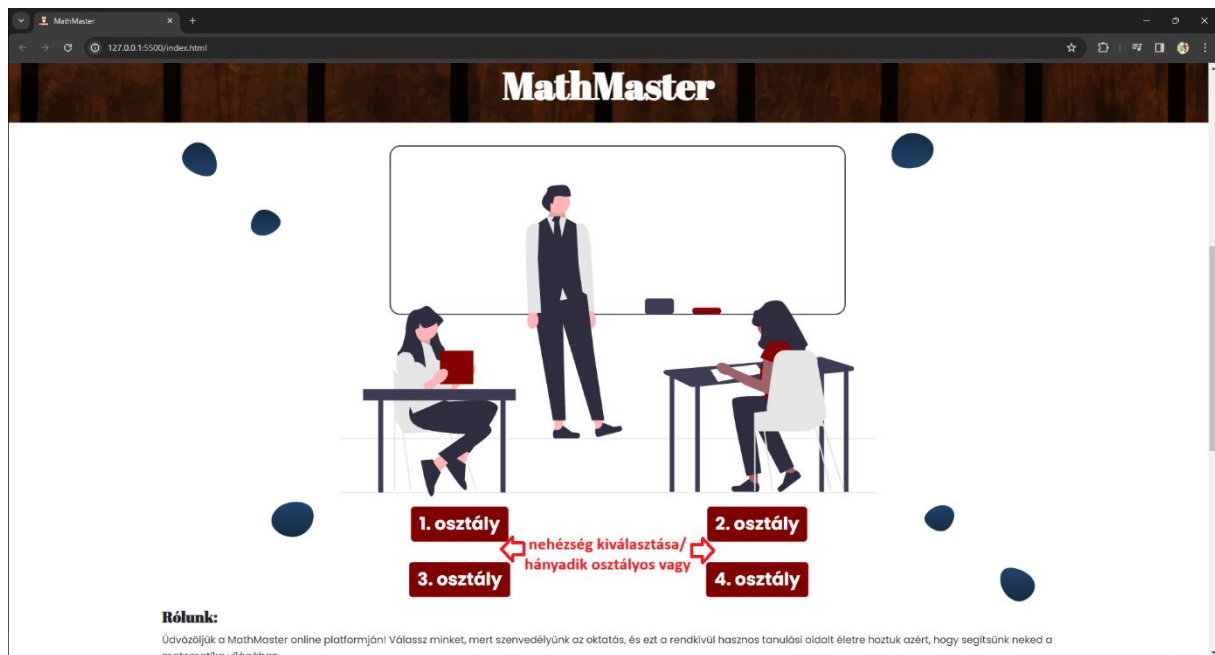 MathMaster
127.0.0.1:5500/index.html
MathMaster
1. osztály
2. osztály
nehézség kiválasztása/
hányadik osztályos vagy
3. osztály
4. osztály
Rólunk:
Üdvözöljük a MathMaster online platformján! Válassz minket, mert szenvedélyünk az oktatás, és ezt a rendkívül hasznos tanulási oldalt életre hoztuk azért, hogy segítsünk neked a